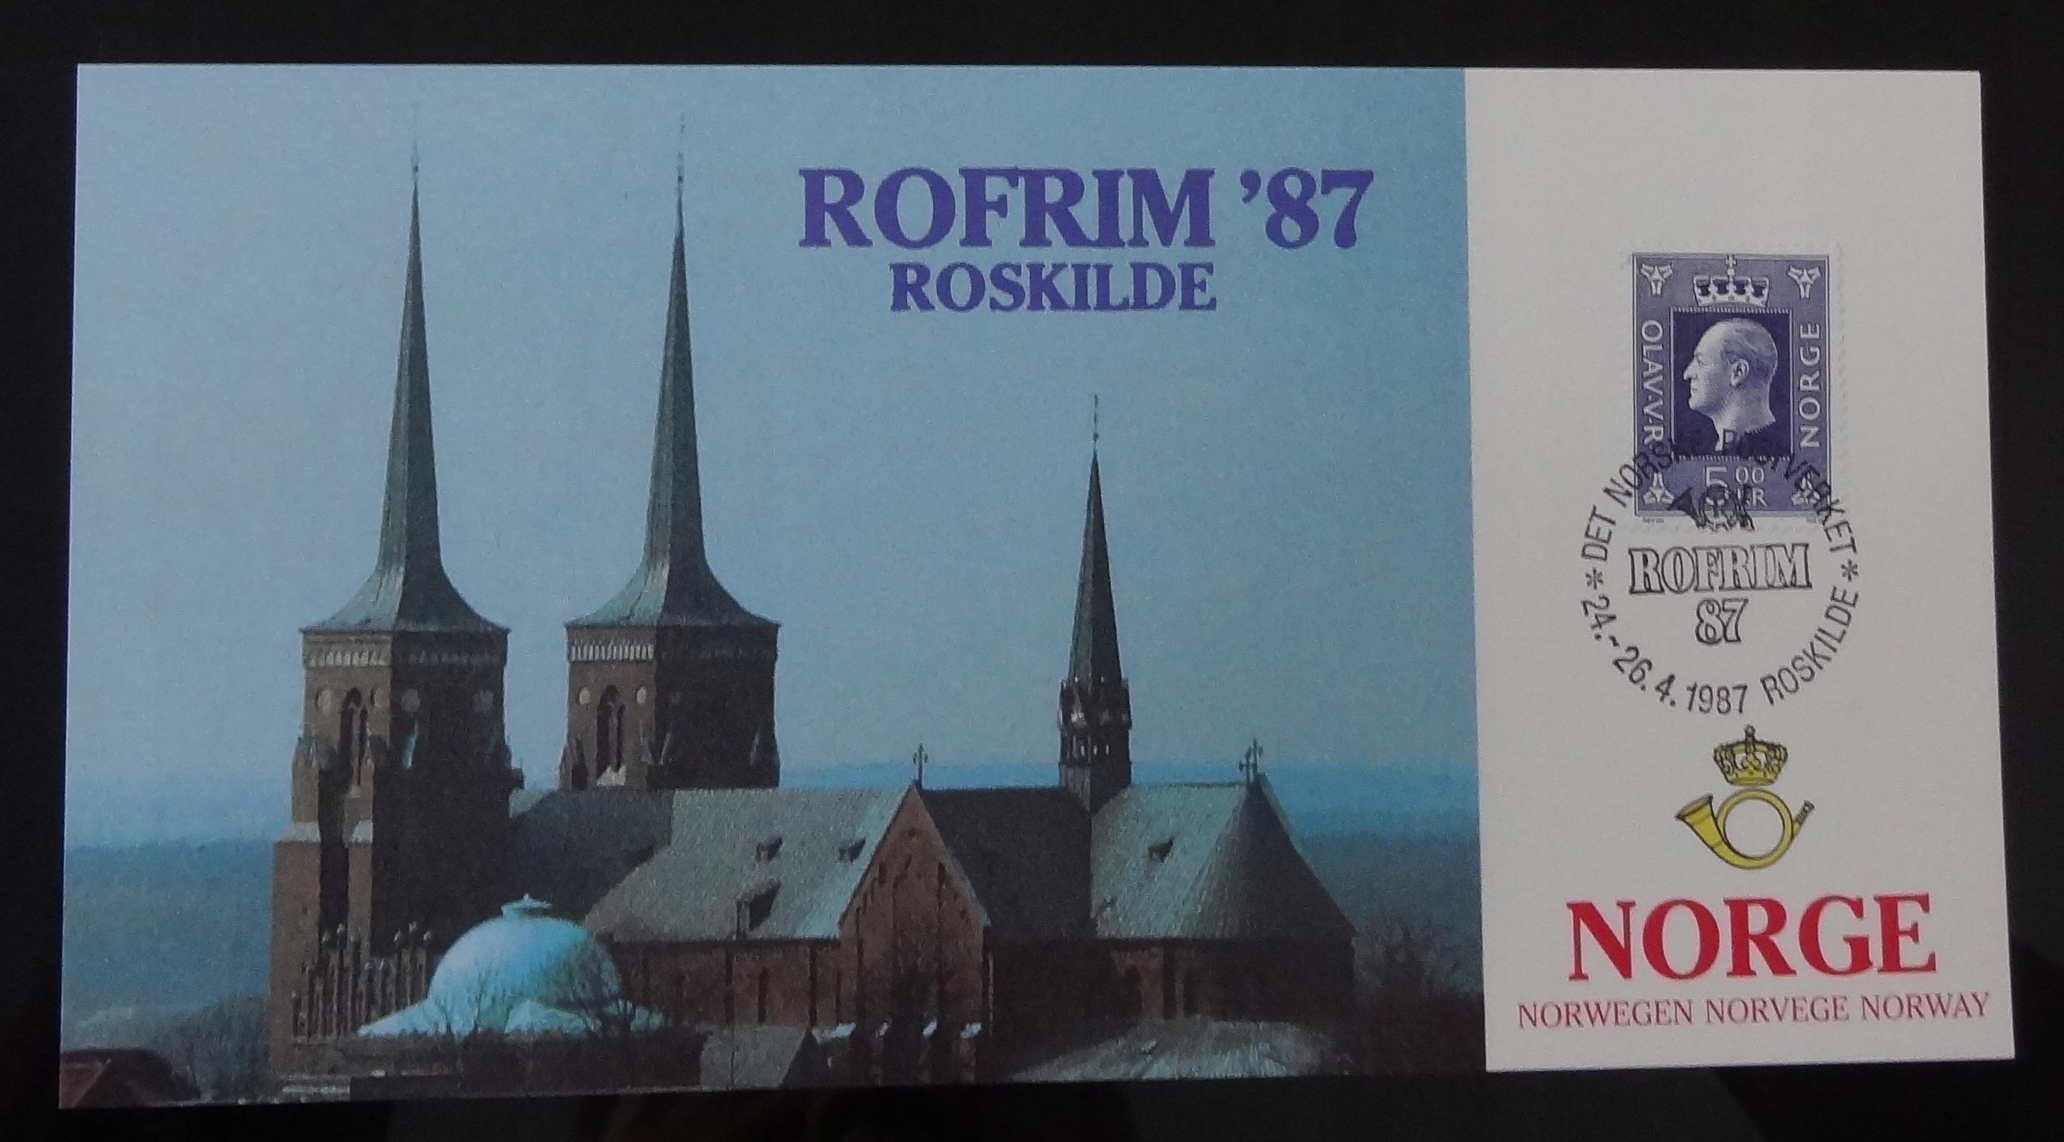 ROFRIM '87
ROSKILDE
OLAV·V·R
NORGE
5 00
KR
*DET NORSKE POSTVERKET*
ROFRIM
87
24.-26.4.1987 ROSKILDE
NORGE
NORWEGEN NORVEGE NORWAY